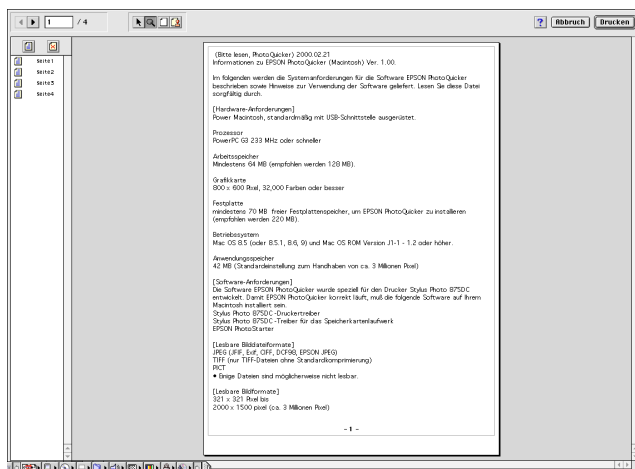 1 / 4
? Abbruch Drucken
Seite1
Seite2
Seite3
Seite4
(Bitte lesen, PhotoQuicker) 2000.02.21
Informationen zu EPSON PhotoQuicker (Macintosh) Ver. 1.00.
Im folgenden werden die Systemanforderungen für die Software EPSON PhotoQuicker
beschrieben sowie Hinweise zur Verwendung der Software geliefert. Lesen Sie diese Datei
sorgfältig durch.
[Hardware-Anforderungen]
Power Macintosh, standardmäßig mit USB-Schnittstelle ausgerüstet.
Prozessor
PowerPC G3 233 MHz oder schneller
Arbeitsspeicher
Mindestens 64 MB (empfohlen werden 128 MB).
Grafikkarte
800 x 600 Pixel, 32,000 Farben oder besser
Festplatte
mindestens 70 MB freier Festplattenspeicher, um EPSON PhotoQuicker zu installieren
(empfohlen werden 220 MB).
Betriebssystem
Mac OS 8.5 (oder 8.5.1, 8.6, 9) und Mac OS ROM Version J1-1 - 1.2 oder höher.
Anwendungsspeicher
42 MB (Standardeinstellung zum Handhaben von ca. 3 Millionen Pixel)
[Software-Anforderungen]
Die Software EPSON PhotoQuicker wurde speziell für den Drucker Stylus Photo 875DC
entwickelt. Damit EPSON PhotoQuicker korrekt läuft, muß die folgende Software auf Ihrem
Macintosh installiert sein.
Stylus Photo 875DC-Druckertreiber
Stylus Photo 875DC-Treiber für das Speicherkartenlaufwerk
EPSON PhotoStarter
[Lesbare Bilddateiformate]
JPEG (JFIF, Exif, CIFF, DCF98, EPSON JPEG)
TIFF (nur TIFF-Dateien ohne Standardkomprimierung)
PICT
• Einige Dateien sind möglicherweise nicht lesbar.
[Lesbare Bildformate]
321 x 321 Pixel bis
2000 x 1500 pixel (ca. 3 Millionen Pixel)
- 1 -